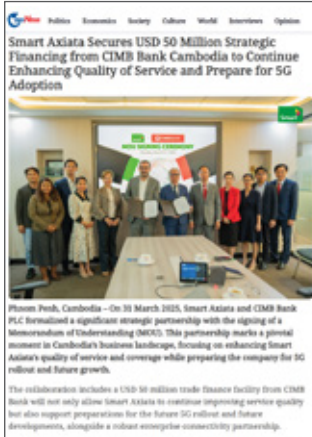 Politics Economics Society Culture World Interviews Opinion
Smart Axiata Secures USD 50 Million Strategic
Financing from CIMB Bank Cambodia to Continue
Enhancing Quality of Service and Prepare for 5G
Adoption
Smart
MOU SIGNING CEREMONY
Phnom Penh, Cambodia – On 31 March 2025, Smart Axiata and CIMB Bank
PLC formalized a significant strategic partnership with the signing of a
Memorandum of Understanding (MOU). This partnership marks a pivotal
moment in Cambodia's business landscape, focusing on enhancing Smart
Axiata's quality of service and coverage while preparing the company for 5G
rollout and future growth.
The collaboration includes a USD 50 million trade finance facility from CIMB
Bank will not only allow Smart Axiata to continue improving service quality
but also support preparations for the future 5G rollout and future
developments, alongside a robust enterprise connectivity partnership.